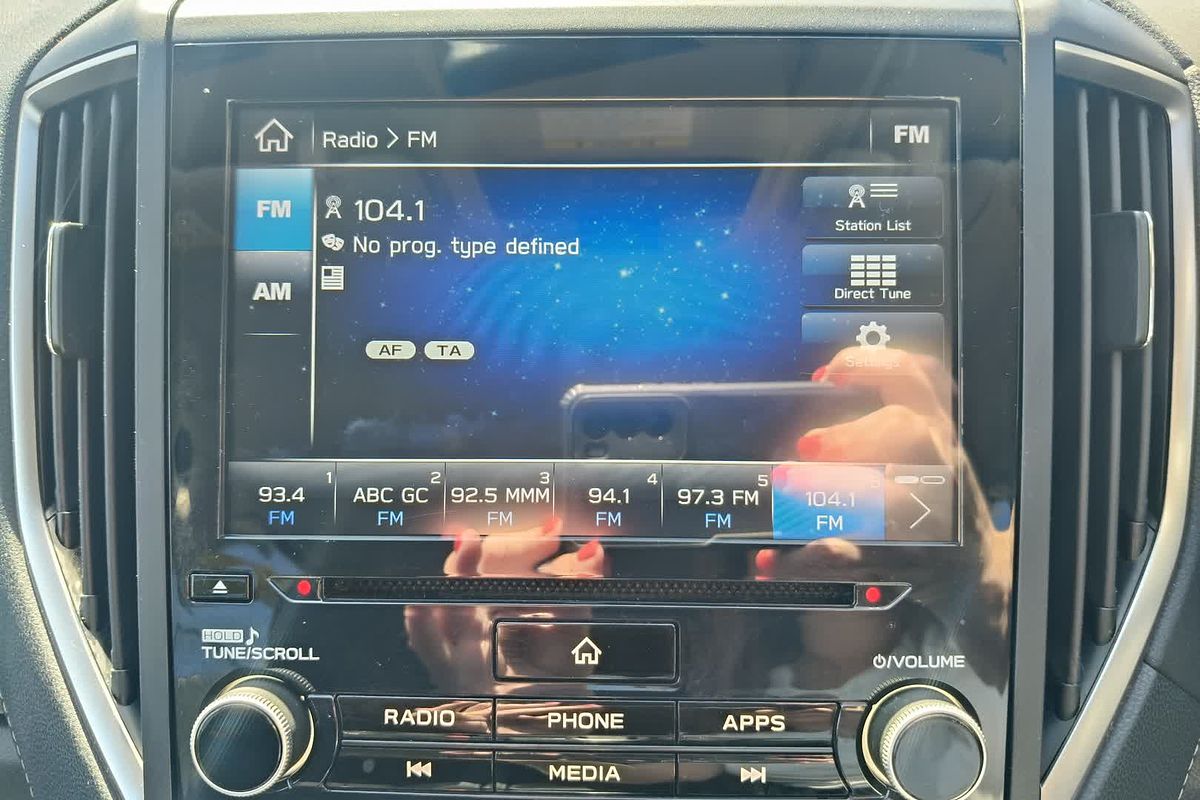 Radio > FM
FM
FM
104.1
No prog. type defined
AM
AF
TA
Station List
Direct Tune
Settings
1
93.4
FM
2
ABC GC
FM
3
92.5 MMM
FM
4
94.1
FM
5
97.3 FM
FM
6
104.1
FM
HOLD
TUNE/SCROLL
/VOLUME
RADIO
PHONE
APPS
MEDIA